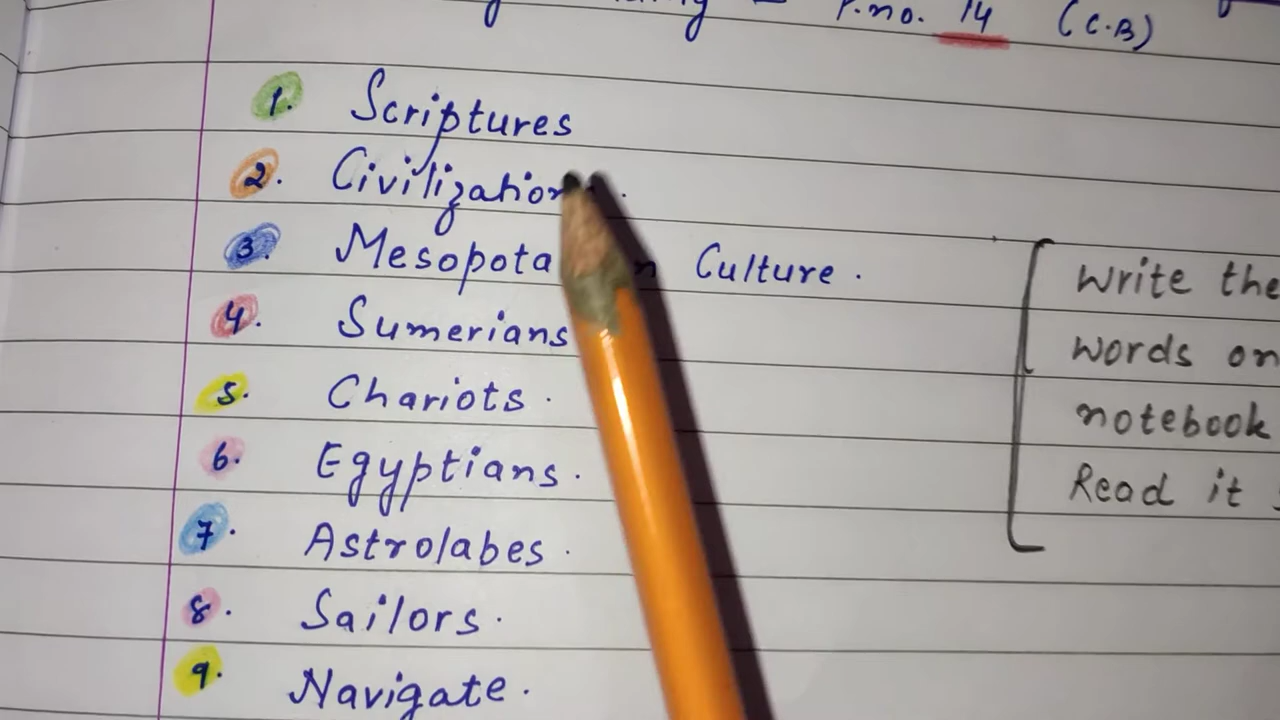 P.no. 14 (C.B)
1. Scriptures
2. Civilization
3. Culture.
4. Sumerians
5. Chariots.
6. Egyptians.
7. Astrolabes.
8. Sailors.
9. Navigate.
Write the
words on
notebook
Read it